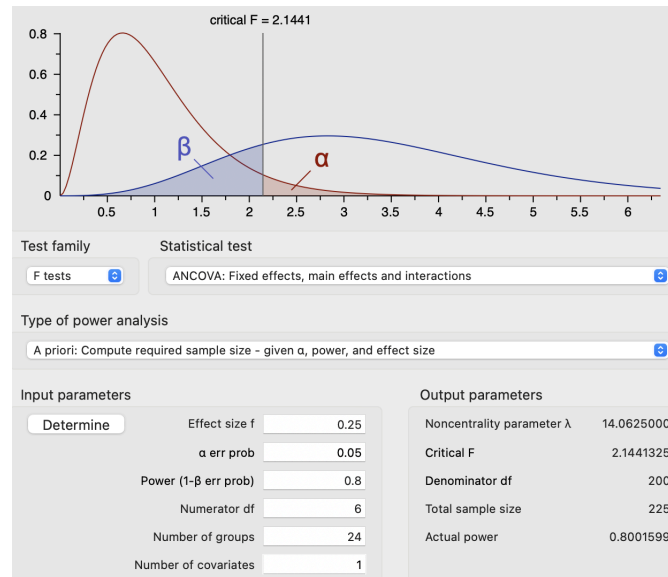 critical F = 2.1441
0.8
0.6
0.4
0.2
0
β
α
0.5 1 1.5 2 2.5 3 3.5 4 4.5 5 5.5 6
Test family Statistical test
F tests ANCOVA: Fixed effects, main effects and interactions
Type of power analysis
A priori: Compute required sample size - given α, power, and effect size
Input parameters Output parameters
Determine Effect size f 0.25 Noncentrality parameter λ 14.0625000
α err prob 0.05 Critical F 2.1441325
Power (1-β err prob) 0.8 Denominator df 200
Numerator df 6 Total sample size 225
Number of groups 24 Actual power 0.8001599
Number of covariates 1